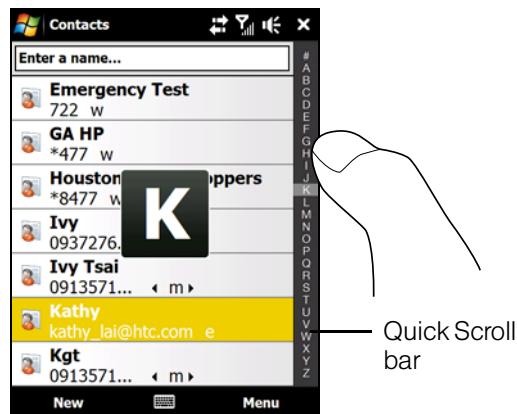 Contacts
Enter a name...
Emergency Test
722 w
GA HP
*477 w
Houston oppers
*8477 w
Ivy
0937276.
Ivy Tsai
0913571... m
Kathy
kathy_lai@htc.com e
Kgt
0913571... m
New Menu
K
#
A
B
C
D
E
F
G
H
I
J
K
L
M
N
O
P
Q
R
S
T
U
V
W
X
Y
Z
Quick Scroll
bar